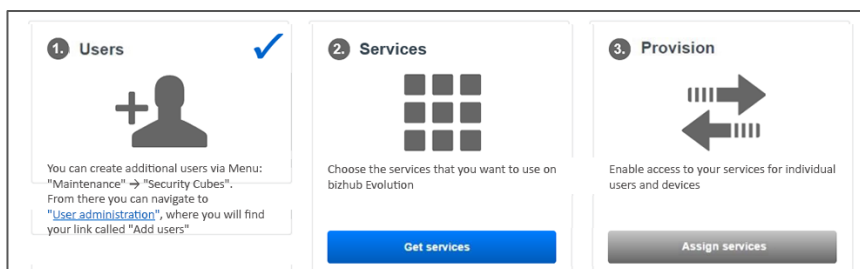 1. Users
You can create additional users via Menu:
"Maintenance" → "Security Cubes".
From there you can navigate to
"User administration", where you will find
your link called "Add users"
2. Services
Choose the services that you want to use on
bizhub Evolution
Get services
3. Provision
Enable access to your services for individual
users and devices
Assign services